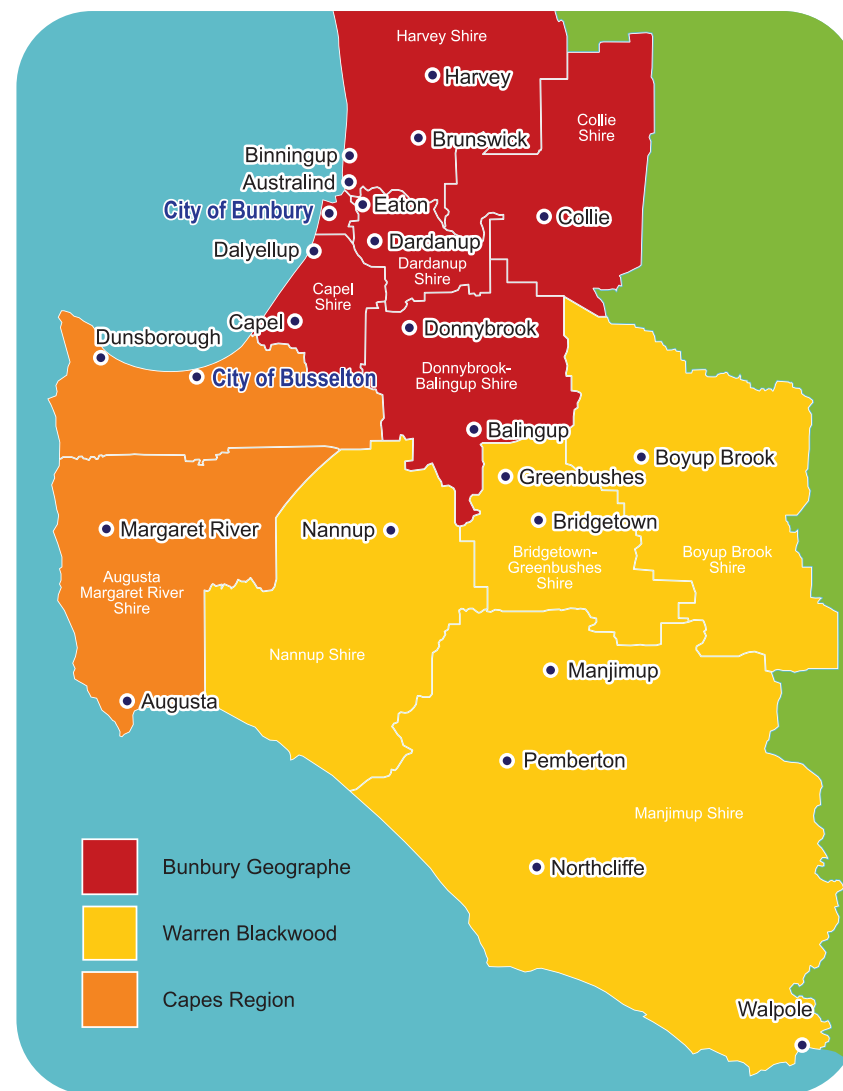 Harvey Shire
Harvey
Collie
Shire
Brunswick
Binningup
Australind
Eaton
City of Bunbury
Collie
Dardanup
Dalyellup
Dardanup
Shire
Capel
Shire
Capel
Donnybrook
Dunsborough
Donnybrook-
Balingup Shire
City of Busselton
Balingup
Boyup Brook
Greenbushes
Margaret River
Nannup
Bridgetown
Bridgetown-
Greenbushes
Shire
Boyup Brook
Shire
Augusta
Margaret River
Shire
Nannup Shire
Manjimup
Augusta
Pemberton
Manjimup Shire
Bunbury Geographe
Northcliffe
Warren Blackwood
Capes Region
Walpole